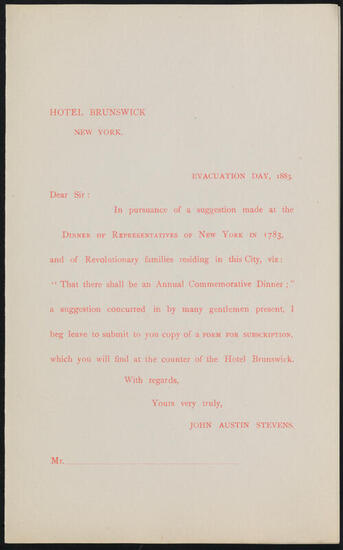 HOTEL BRUNSWICK
NEW YORK.
EVACUATION DAY, 1883.
Dear Sir:
In pursuance of a suggestion made at the
DINNER OF REPRESENTATIVES OF NEW YORK IN 1783,
and of Revolutionary families residing in this City, viz:
"That there shall be an Annual Commemorative Dinner;"
a suggestion concurred in by many gentlemen present, I
beg leave to submit to you copy of a FORM FOR SUBSCRIPTION,
which you will find at the counter of the Hotel Brunswick.
With regards,
Yours very truly,
JOHN AUSTIN STEVENS.
Mr.